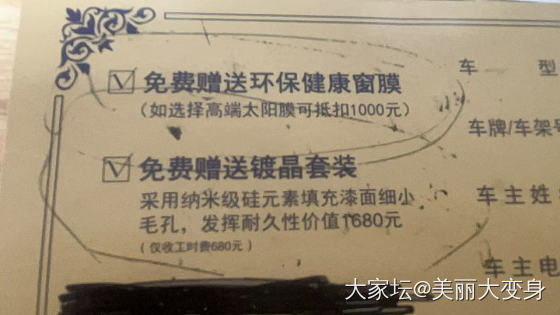 免费赠送环保健康窗膜
(如选择高端太阳膜可抵扣1000元)
免费赠送镀晶套装
采用纳米级硅元素填充漆面细小
毛孔，发挥耐久性价值1680元
(仅收工时费680元)
车 型
车牌/车架号
车主姓
车主电
大家坛@美丽大变身